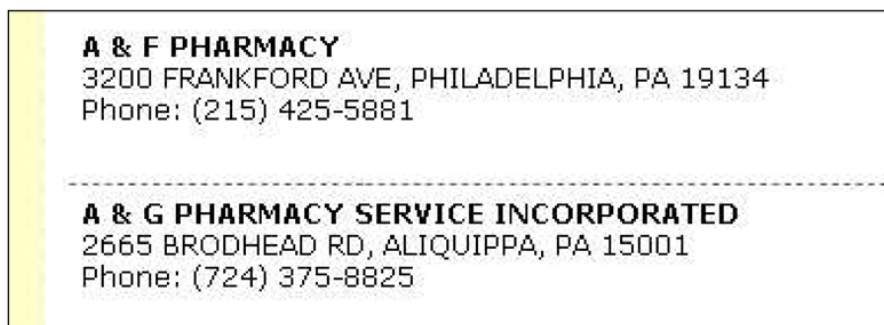 A & F PHARMACY
3200 FRANKFORD AVE, PHILADELPHIA, PA 19134
Phone: (215) 425-5881
A & G PHARMACY SERVICE INCORPORATED
2665 BRODHEAD RD, ALIQUIPPA, PA 15001
Phone: (724) 375-8825